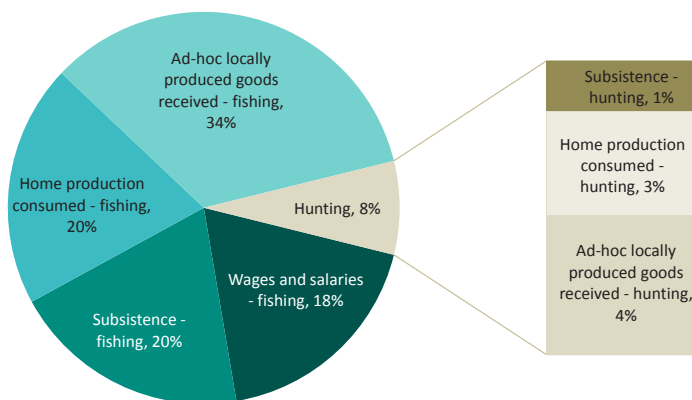 Ad-hoc locally
produced goods
received - fishing,
34%
Home production
consumed - fishing,
20%
Subsistence -
fishing, 20%
Wages and salaries
- fishing, 18%
Hunting, 8%
Subsistence -
hunting, 1%
Home production
consumed -
hunting, 3%
Ad-hoc locally
produced goods
received - hunting,
4%